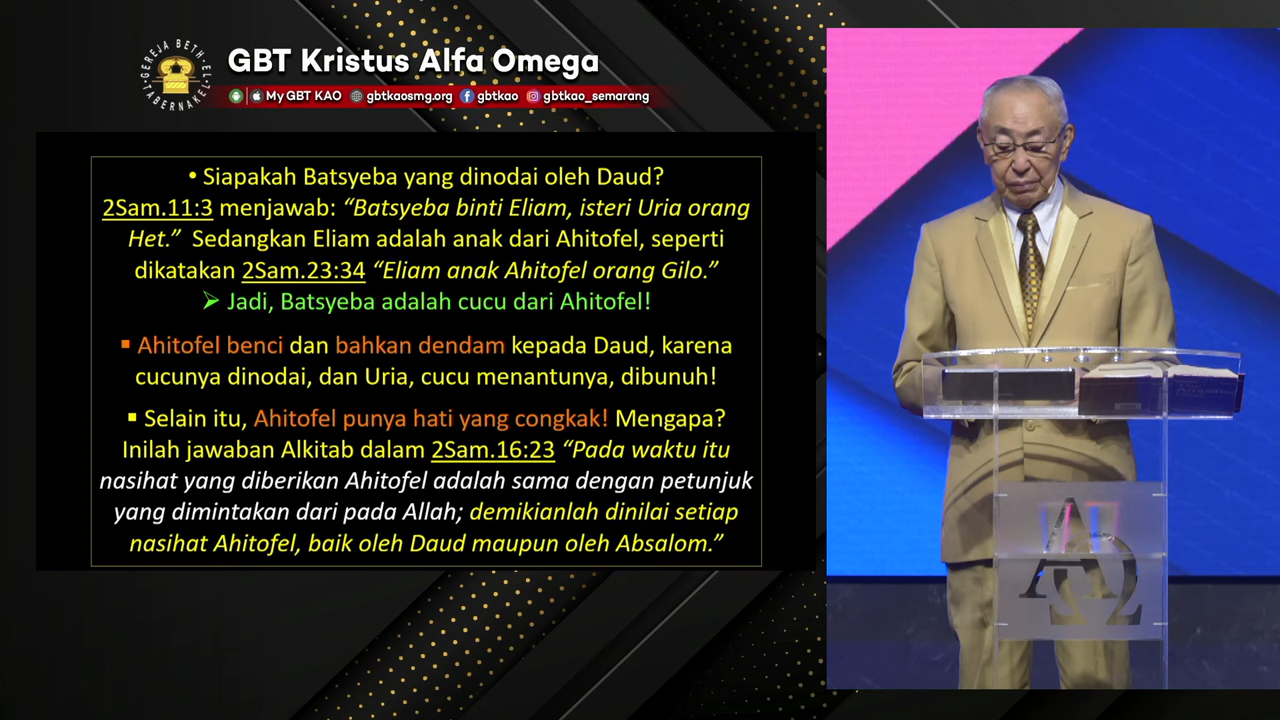 GEREJA BETH-EL
TABERNAKEL
GBT Kristus Alfa Omega
My GBT KAO gbtkaosmg.org gbtkao gbtkao_semarang
• Siapakah Batsyeba yang dinodai oleh Daud?
2Sam.11:3 menjawab: “Batsyeba binti Eliam, isteri Uria orang
Het.” Sedangkan Eliam adalah anak dari Ahitofel, seperti
dikatakan 2Sam.23:34 “Eliam anak Ahitofel orang Gilo.”
➢ Jadi, Batsyeba adalah cucu dari Ahitofel!
▪ Ahitofel benci dan bahkan dendam kepada Daud, karena
cucunya dinodai, dan Uria, cucu menantunya, dibunuh!
▪ Selain itu, Ahitofel punya hati yang congkak! Mengapa?
Inilah jawaban Alkitab dalam 2Sam.16:23 “Pada waktu itu
nasihat yang diberikan Ahitofel adalah sama dengan petunjuk
yang dimintakan dari pada Allah; demikianlah dinilai setiap
nasihat Ahitofel, baik oleh Daud maupun oleh Absalom.”
ΑΩ